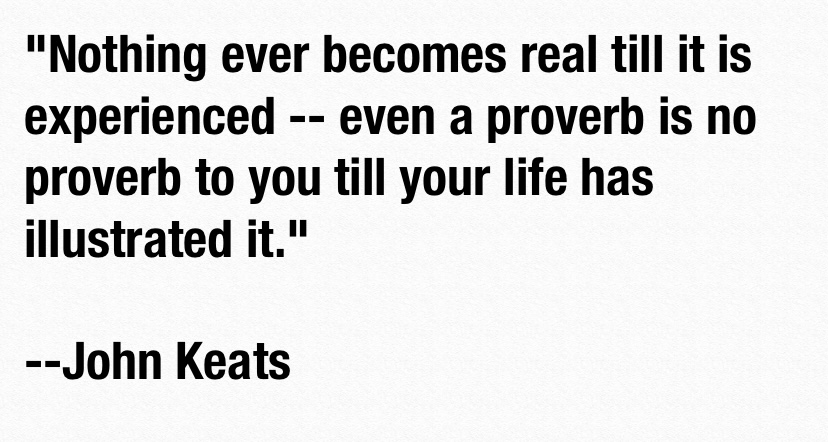 "Nothing ever becomes real till it is
experienced -- even a proverb is no
proverb to you till your life has
illustrated it."
--John Keats